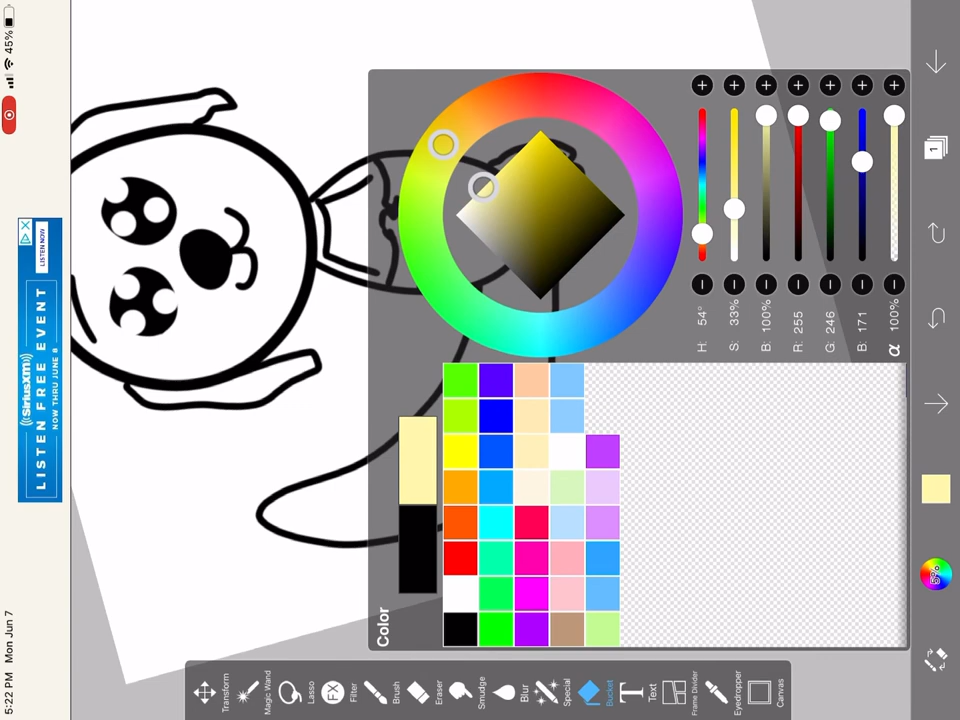 5:22 PM Mon Jun 7
45%
SiriusXM
LISTEN FREE EVENT
NOW THRU JUNE 8
LISTEN NOW
Color
H: 54°
S: 33%
B: 100%
R: 255
G: 246
B: 171
α 100%
Transform
Magic Wand
Lasso
FX
Filter
Brush
Eraser
Smudge
Blur
Special
Bucket
T
Text
Frame Divider
Eyedropper
Canvas
1